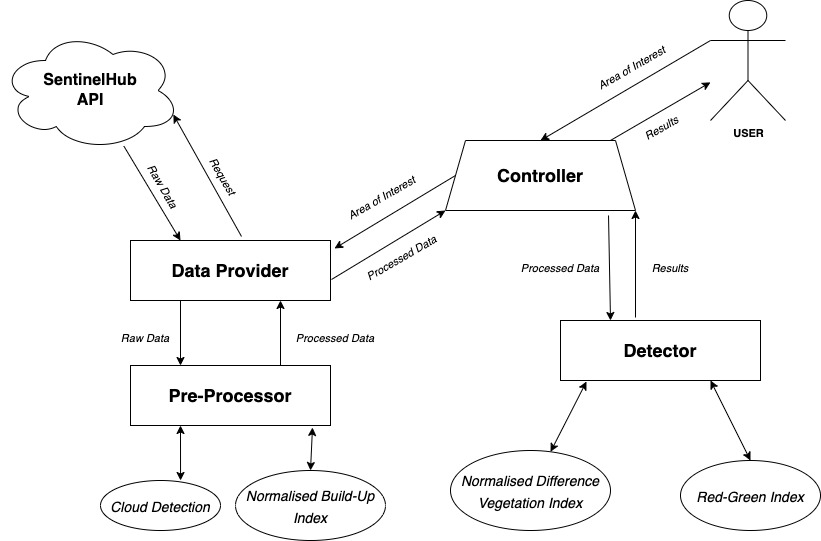 SentinelHub
API
Area of Interest
Results
USER
Raw Data
Request
Controller
Area of Interest
Processed Data
Data Provider
Processed Data
Results
Raw Data
Processed Data
Detector
Pre-Processor
Cloud Detection
Normalised Build-Up
Index
Normalised Difference
Vegetation Index
Red-Green Index